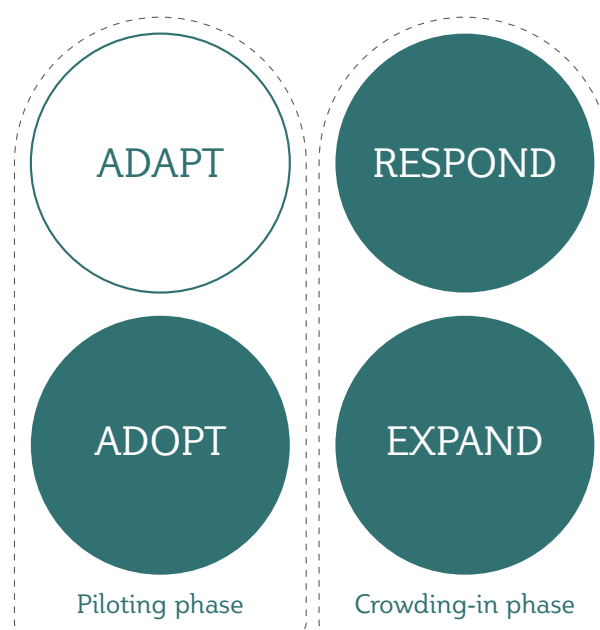 ADAPT
RESPOND
ADOPT
EXPAND
Piloting phase
Crowding-in phase